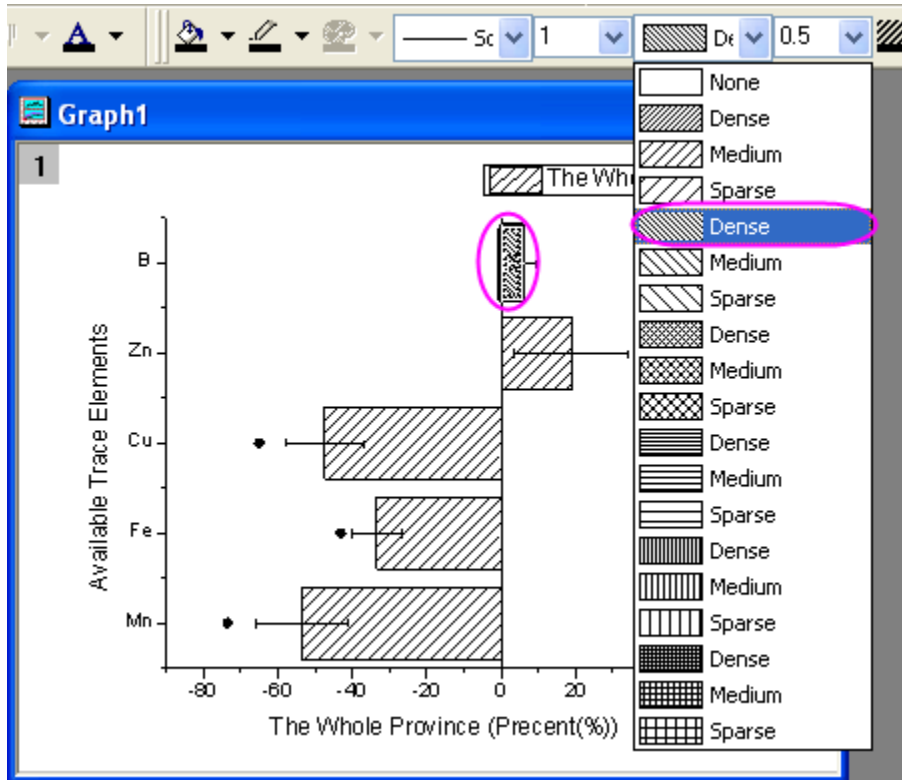 A
Sc
1
De
0.5
Graph1
1
The Wh
B
Zn
Cu
Fe
Mn
Available Trace Elements
-80 -60 -40 -20 0 20
The Whole Province (Precent(%))
None
Dense
Medium
Sparse
Dense
Medium
Sparse
Dense
Medium
Sparse
Dense
Medium
Sparse
Dense
Medium
Sparse
Dense
Medium
Sparse